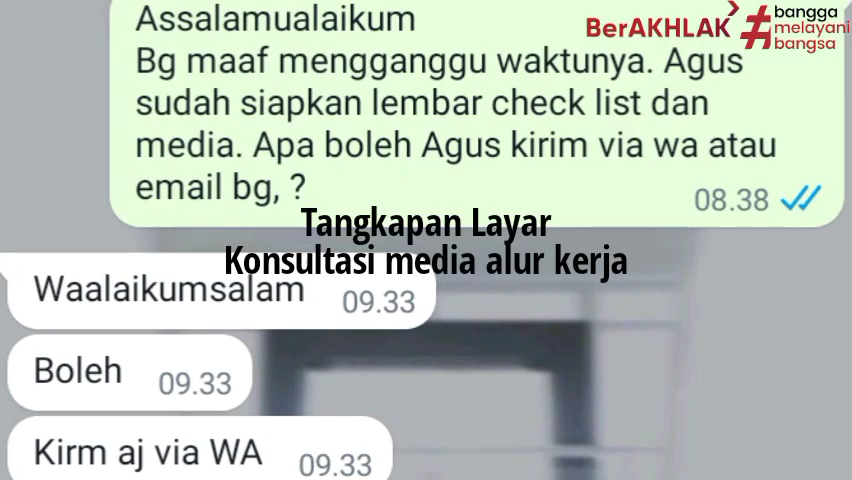 Assalamualaikum
BerAKHLAK
#bangga
melayani
bangsa
Bg maaf mengganggu waktunya. Agus
sudah siapkan lembar check list dan
media. Apa boleh Agus kirim via wa atau
email bg, ?
08.38
Tangkapan Layar
Konsultasi media alur kerja
Waalaikumsalam 09.33
Boleh 09.33
Kirm aj via WA 09.33